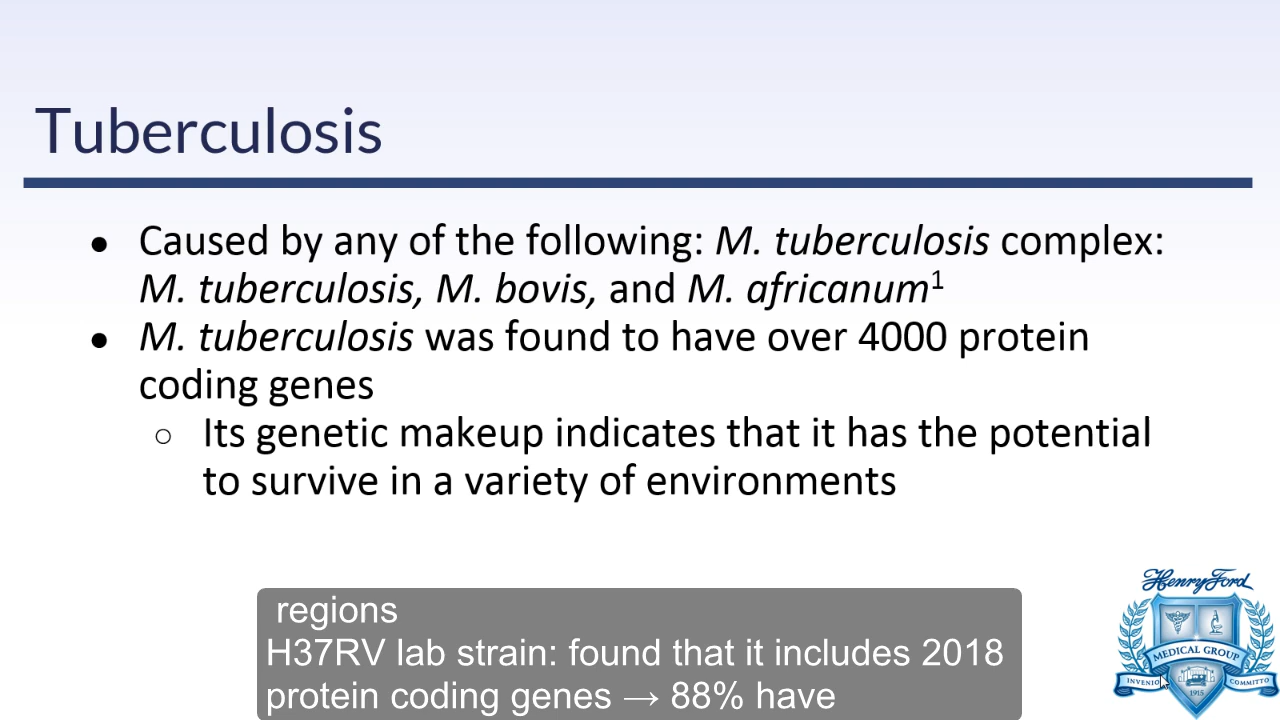 Tuberculosis
● Caused by any of the following: M. tuberculosis complex:
M. tuberculosis, M. bovis, and M. africanum¹
● M. tuberculosis was found to have over 4000 protein
coding genes
○ Its genetic makeup indicates that it has the potential
to survive in a variety of environments
regions
H37RV lab strain: found that it includes 2018
protein coding genes → 88% have
Henry Ford
MEDICAL GROUP
INVENIO COMMITTO
1915